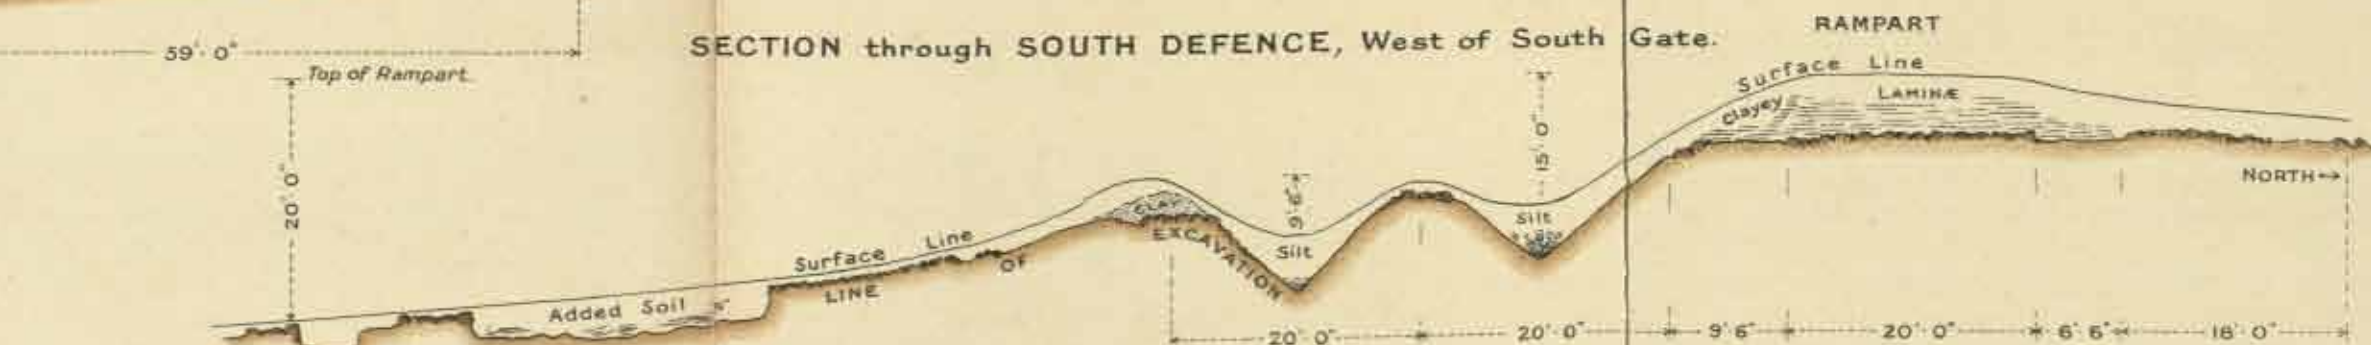 59'. 0"
Top of Rampart
20'. 0"
SECTION through SOUTH DEFENCE, West of South Gate.
RAMPART
Surface Line
Clayey
LAMINÆ
15'. 0"
9'. 6"
NORTH
CLAY
Silt
Silt
Surface Line
LINE OF EXCAVATION
Added Soil
20'. 0"
20'. 0"
9'. 6"
20'. 0"
6'. 6"
18'. 0"